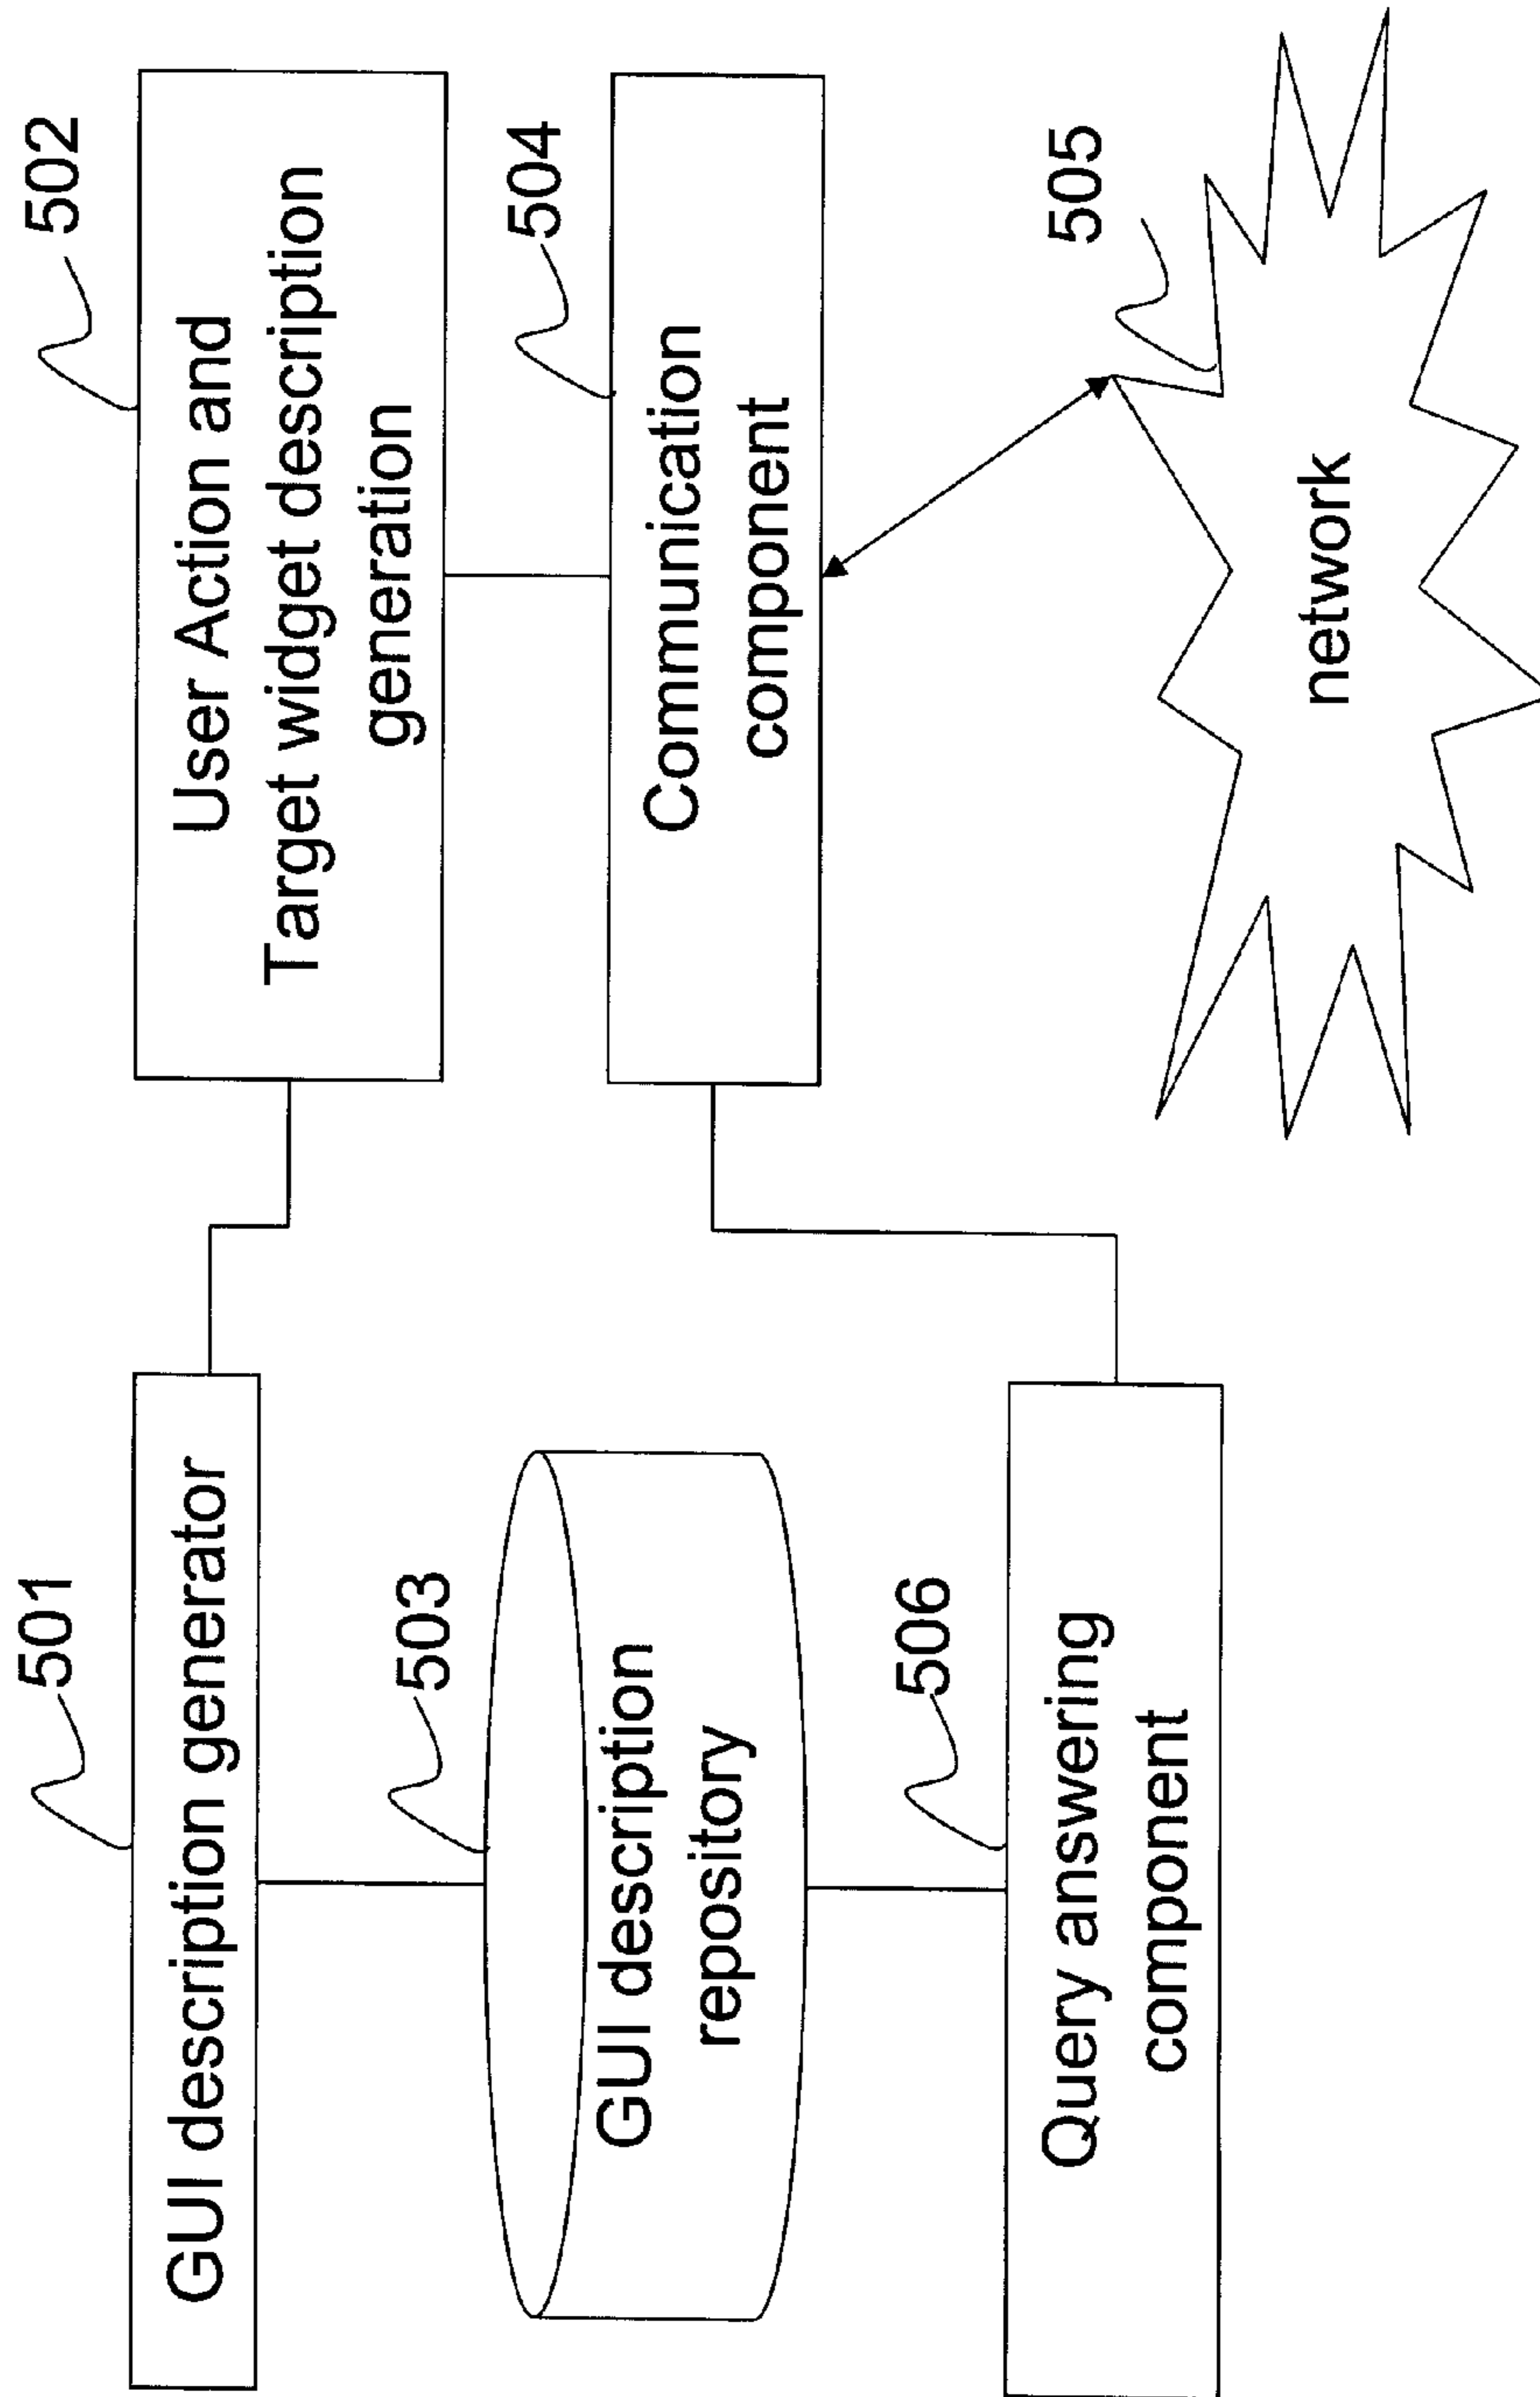 501
GUI description generator
502
User Action and
Target widget description
generation
503
GUI description
repository
504
Communication
component
506
Query answering
component
505
network